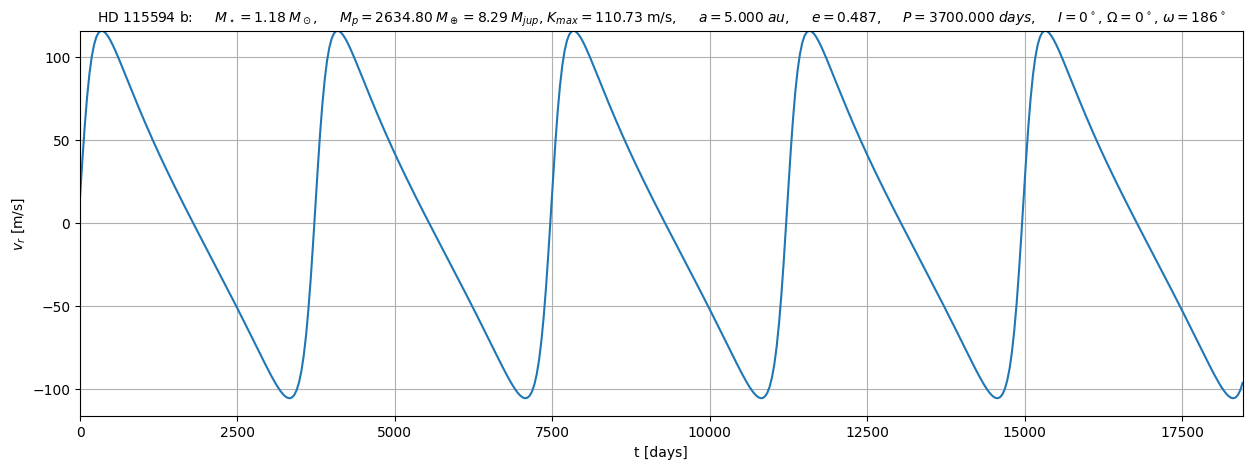 HD 115594 b: M⋆ = 1.18 M⊙, Mp = 2634.80 M⊕ = 8.29 Mjup, Kmax = 110.73 m/s, a = 5.000 au, e = 0.487, P = 3700.000 days, I = 0°, Ω = 0°, ω = 186°
100
50
0
−50
−100
vr [m/s]
0 2500 5000 7500 10000 12500 15000 17500
t [days]